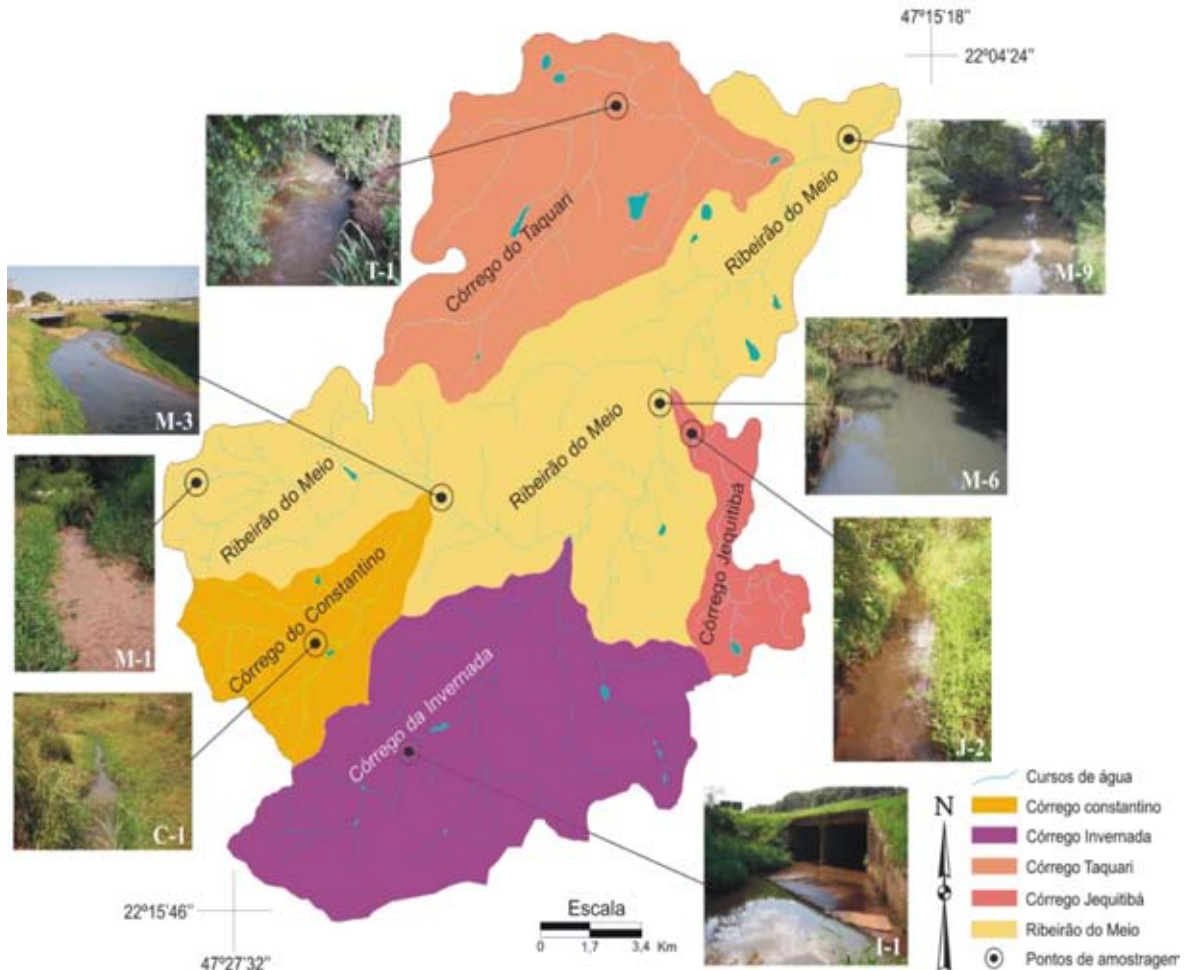 47º15'18''
22º04'24''
T-1
M-9
Córrego do Taquari
Ribeirão do Meio
M-3
M-6
Ribeirão do Meio
Ribeirão do Meio
M-1
Córrego do Constantino
Córrego Jequitibá
J-2
Córrego da Invernada
C-1
I-1
22º15'46''
47º27'32''
Escala
0 1,7 3,4 Km
N
Cursos de água
Córrego constantino
Córrego Invernada
Córrego Taquari
Córrego Jequitibá
Ribeirão do Meio
Pontos de amostragem